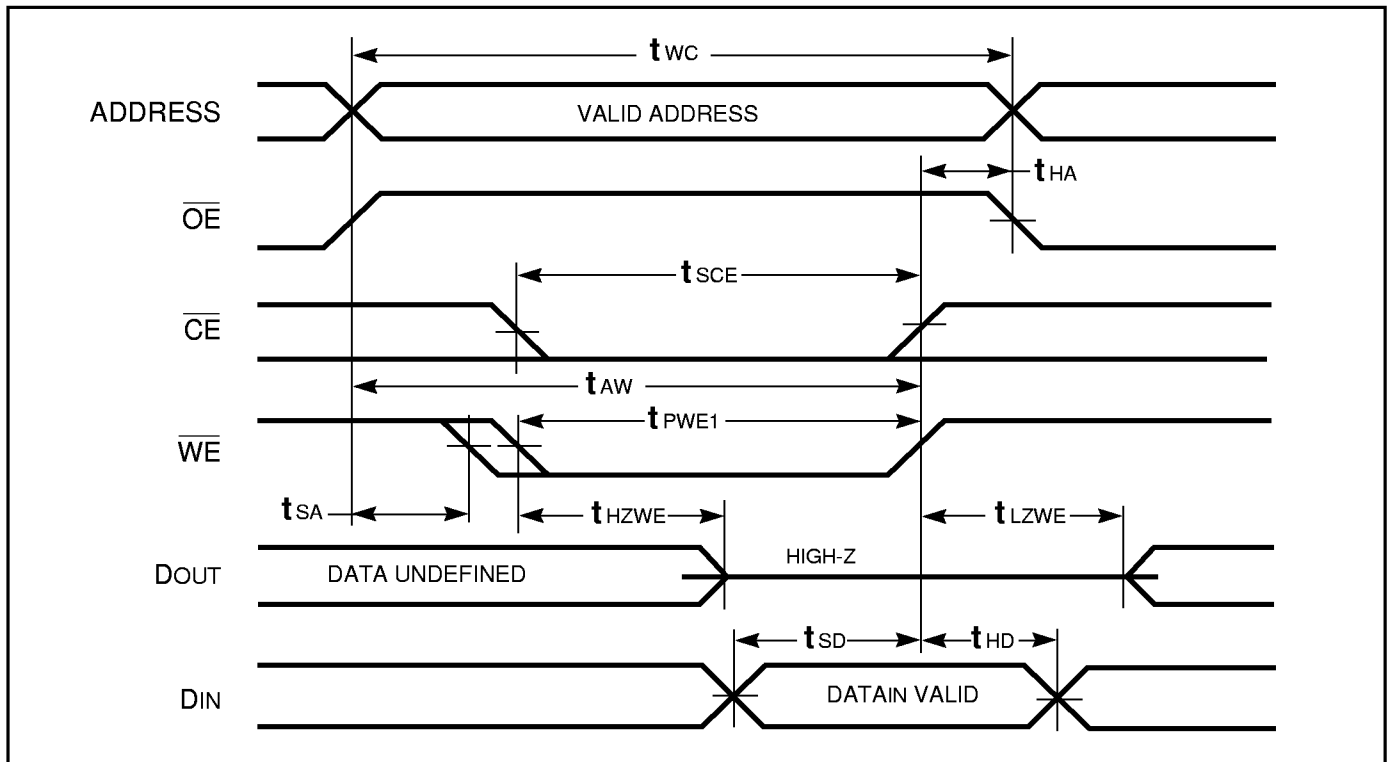 tWC
ADDRESS
VALID ADDRESS
tHA
OE
tSCE
CE
tAW
tPWE1
WE
tSA
tHZWE
tLZWE
DOUT
DATA UNDEFINED
HIGH-Z
tSD
tHD
DIN
DATAIN VALID